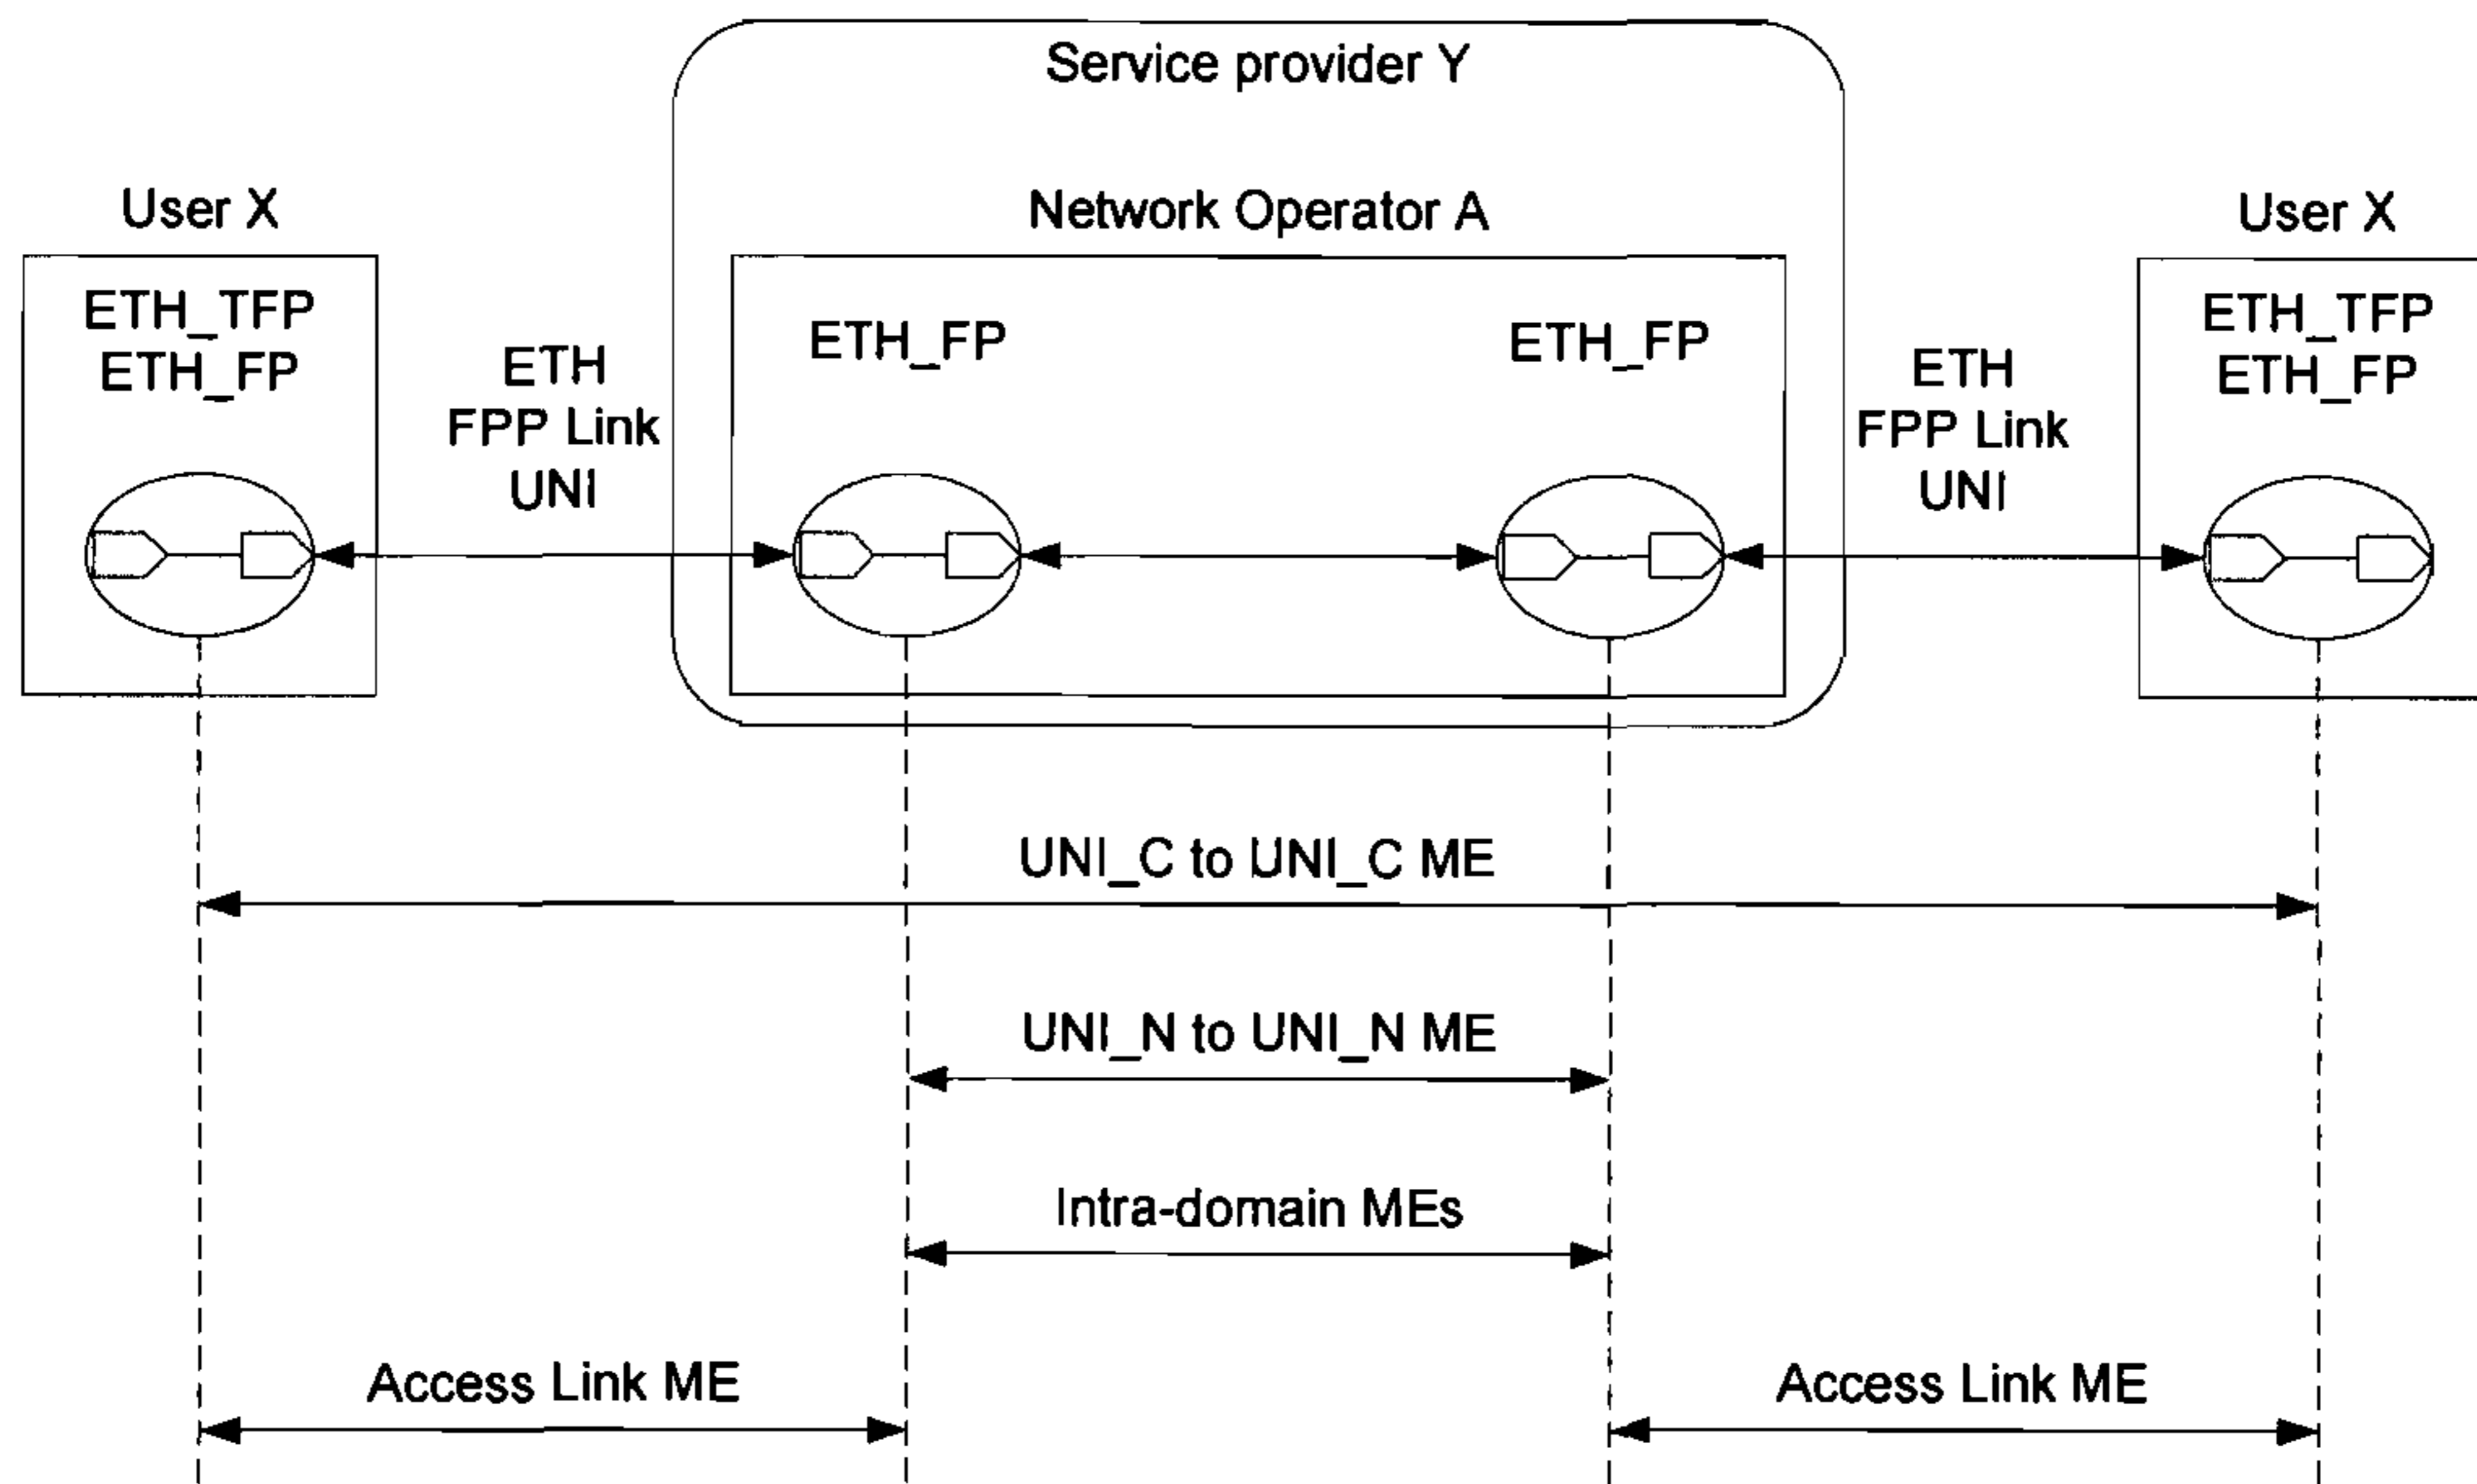 Service provider Y
User X
Network Operator A
User X
ETH_TFP
ETH_FP
ETH
FPP Link
UNI
ETH_FP
ETH_FP
ETH
FPP Link
UNI
ETH_TFP
ETH_FP
UNI_C to UNI_C ME
UNI_N to UNI_N ME
Intra-domain MEs
Access Link ME
Access Link ME